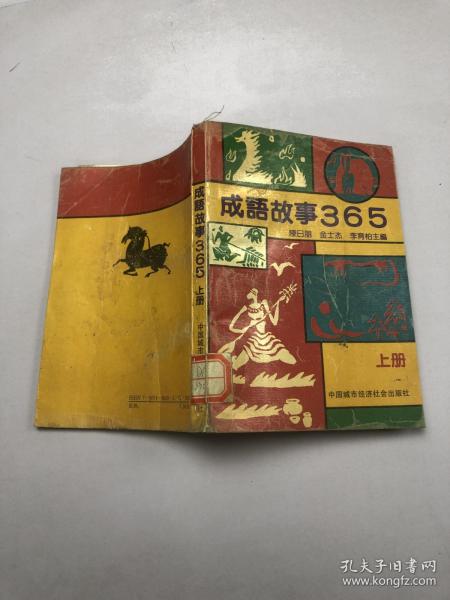 成語故事365
陳日朋 金士杰 李育柏主編
上册
中国城市经济社会出版社
成語故事365 上册
中国城市
孔夫子旧书网
www.kongfz.com